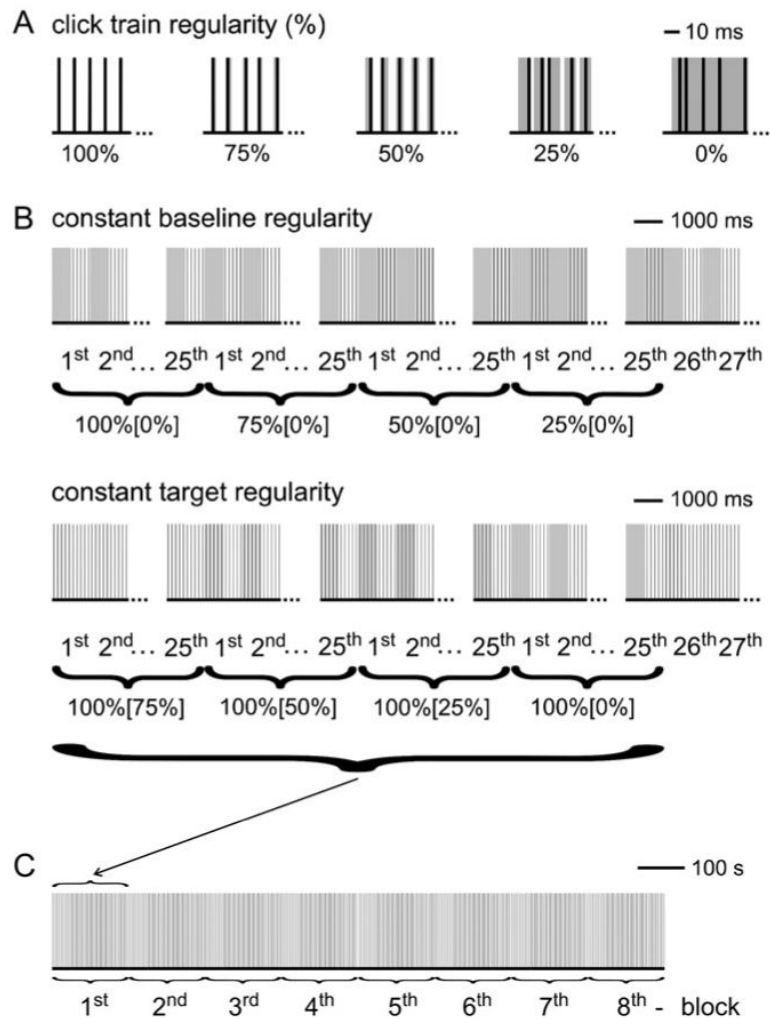 A click train regularity (%) 10 ms
... ... ... ... ...
100% 75% 50% 25% 0%
B constant baseline regularity 1000 ms
... ... ... ... ...
1st 2nd... 25th 1st 2nd... 25th 1st 2nd... 25th 1st 2nd... 25th 26th 27th
100%[0%] 75%[0%] 50%[0%] 25%[0%]
constant target regularity 1000 ms
... ... ... ... ...
1st 2nd... 25th 1st 2nd... 25th 1st 2nd... 25th 1st 2nd... 25th 26th 27th
100%[75%] 100%[50%] 100%[25%] 100%[0%]
C 100 s
1st 2nd 3rd 4th 5th 6th 7th 8th - block